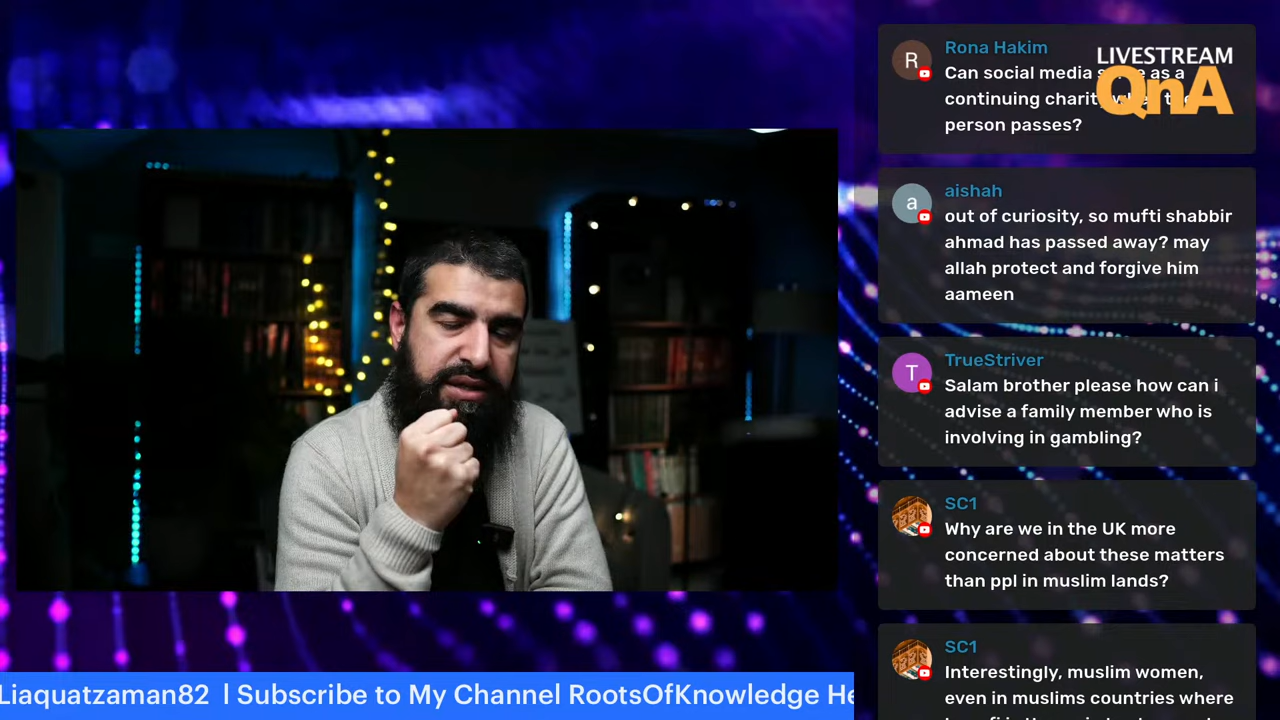 R
Rona Hakim
Can social media as a
continuing charity
person passes?
LIVESTREAM
QnA
a
aishah
out of curiosity, so mufti shabbir
ahmad has passed away? may
allah protect and forgive him
aameen
T
TrueStriver
Salam brother please how can i
advise a family member who is
involving in gambling?
SC1
Why are we in the UK more
concerned about these matters
than ppl in muslim lands?
SC1
Interestingly, muslim women,
even in muslims countries where
Liaquatzaman82 | Subscribe to My Channel RootsOfKnowledge He